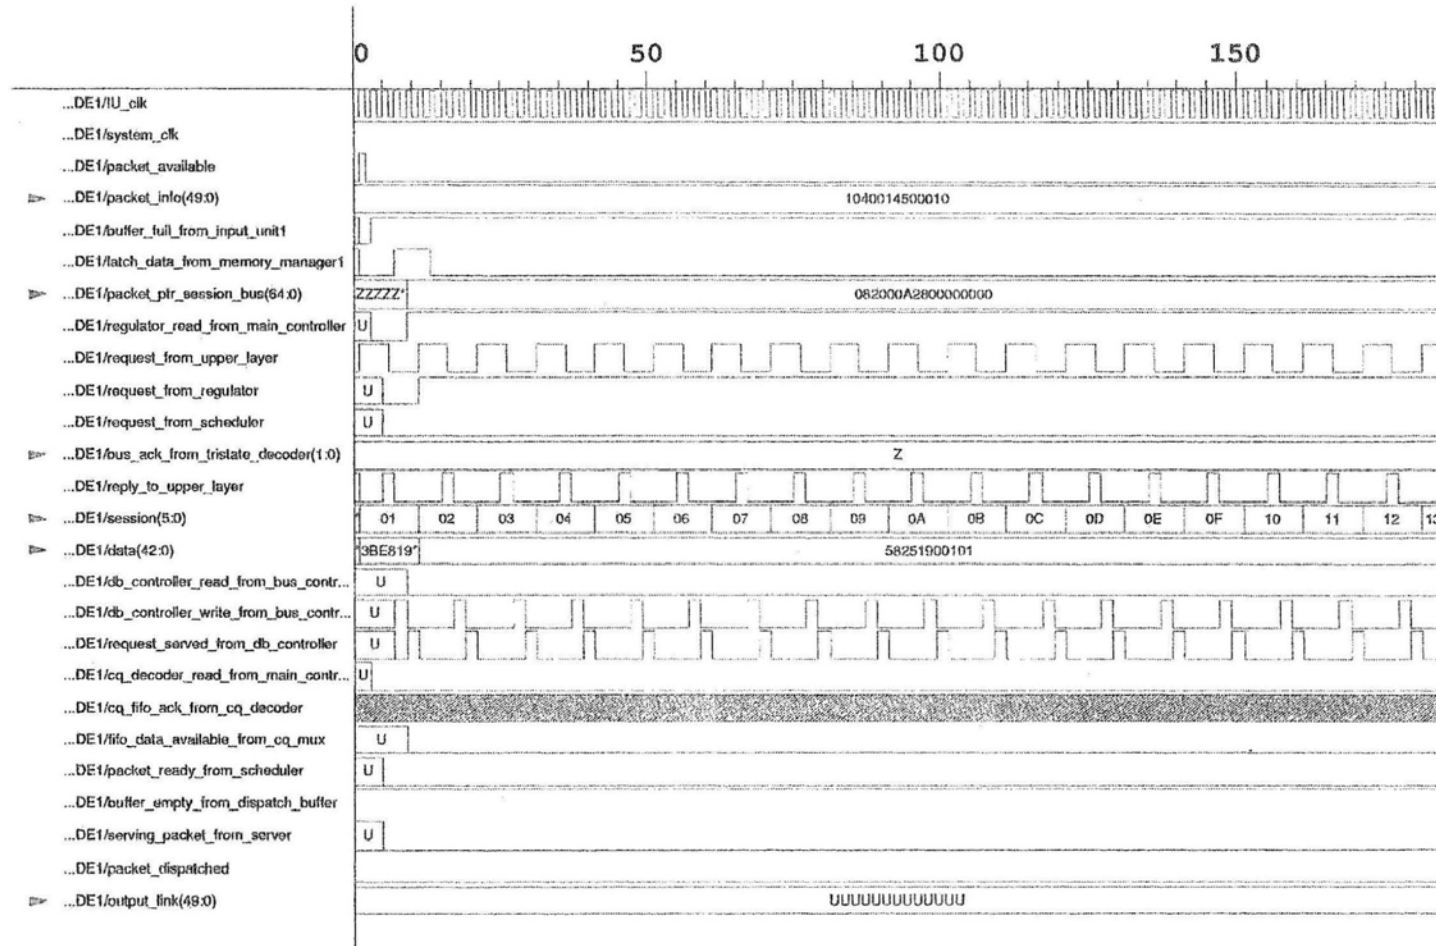 0 50 100 150
...DE1/IU_clk
...DE1/system_clk
...DE1/packet_available
...DE1/packet_info(49:0) 1040014500010
...DE1/buffer_full_from_input_unit1
...DE1/latch_data_from_memory_manager1
...DE1/packet_ptr_session_bus(64:0) ZZZZZ* 082000A2800000000
...DE1/regulator_read_from_main_controller U
...DE1/request_from_upper_layer
...DE1/request_from_regulator U
...DE1/request_from_scheduler U
...DE1/bus_ack_from_tristate_decoder(1:0) Z
...DE1/reply_to_upper_layer
...DE1/session(5:0) * 01 02 03 04 05 06 07 08 09 0A 0B 0C 0D 0E 0F 10 11 12 13
...DE1/data(42:0) * 3BE819* 58251900101
...DE1/db_controller_read_from_bus_contr... U
...DE1/db_controller_write_from_bus_contr... U
...DE1/request_served_from_db_controller U
...DE1/cq_decoder_read_from_main_contr... U
...DE1/cq_fifo_ack_from_cq_decoder
...DE1/fifo_data_available_from_cq_mux U
...DE1/packet_ready_from_scheduler U
...DE1/buffer_empty_from_dispatch_buffer
...DE1/serving_packet_from_server U
...DE1/packet_dispatched
...DE1/output_link(49:0) UUUUUUUUUUUUU